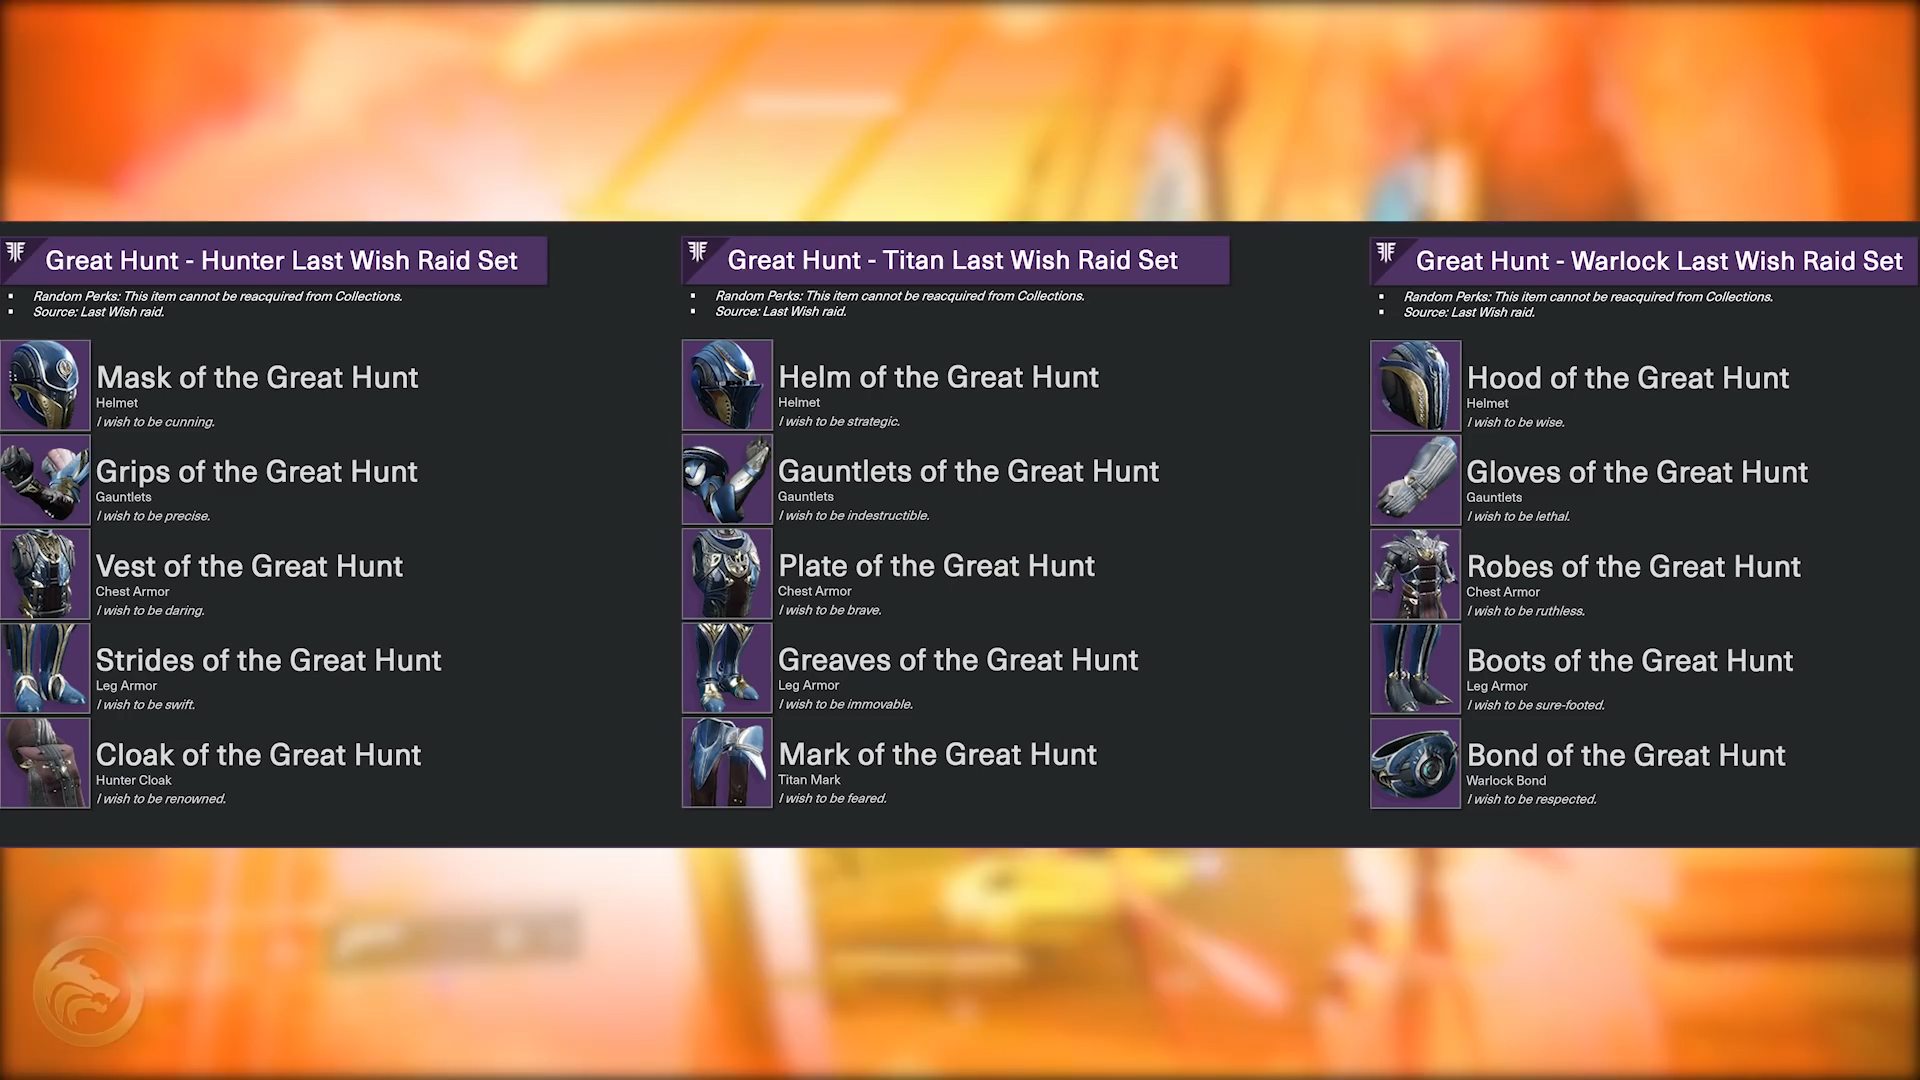 Great Hunt - Hunter Last Wish Raid Set
Random Perks: This item cannot be reacquired from Collections.
Source: Last Wish raid.
Mask of the Great Hunt
Helmet
I wish to be cunning.
Grips of the Great Hunt
Gauntlets
I wish to be precise.
Vest of the Great Hunt
Chest Armor
I wish to be daring.
Strides of the Great Hunt
Leg Armor
I wish to be swift.
Cloak of the Great Hunt
Hunter Cloak
I wish to be renowned.
Great Hunt - Titan Last Wish Raid Set
Random Perks: This item cannot be reacquired from Collections.
Source: Last Wish raid.
Helm of the Great Hunt
Helmet
I wish to be strategic.
Gauntlets of the Great Hunt
Gauntlets
I wish to be indestructible.
Plate of the Great Hunt
Chest Armor
I wish to be brave.
Greaves of the Great Hunt
Leg Armor
I wish to be immovable.
Mark of the Great Hunt
Titan Mark
I wish to be feared.
Great Hunt - Warlock Last Wish Raid Set
Random Perks: This item cannot be reacquired from Collections.
Source: Last Wish raid.
Hood of the Great Hunt
Helmet
I wish to be wise.
Gloves of the Great Hunt
Gauntlets
I wish to be lethal.
Robes of the Great Hunt
Chest Armor
I wish to be ruthless.
Boots of the Great Hunt
Leg Armor
I wish to be sure-footed.
Bond of the Great Hunt
Warlock Bond
I wish to be respected.